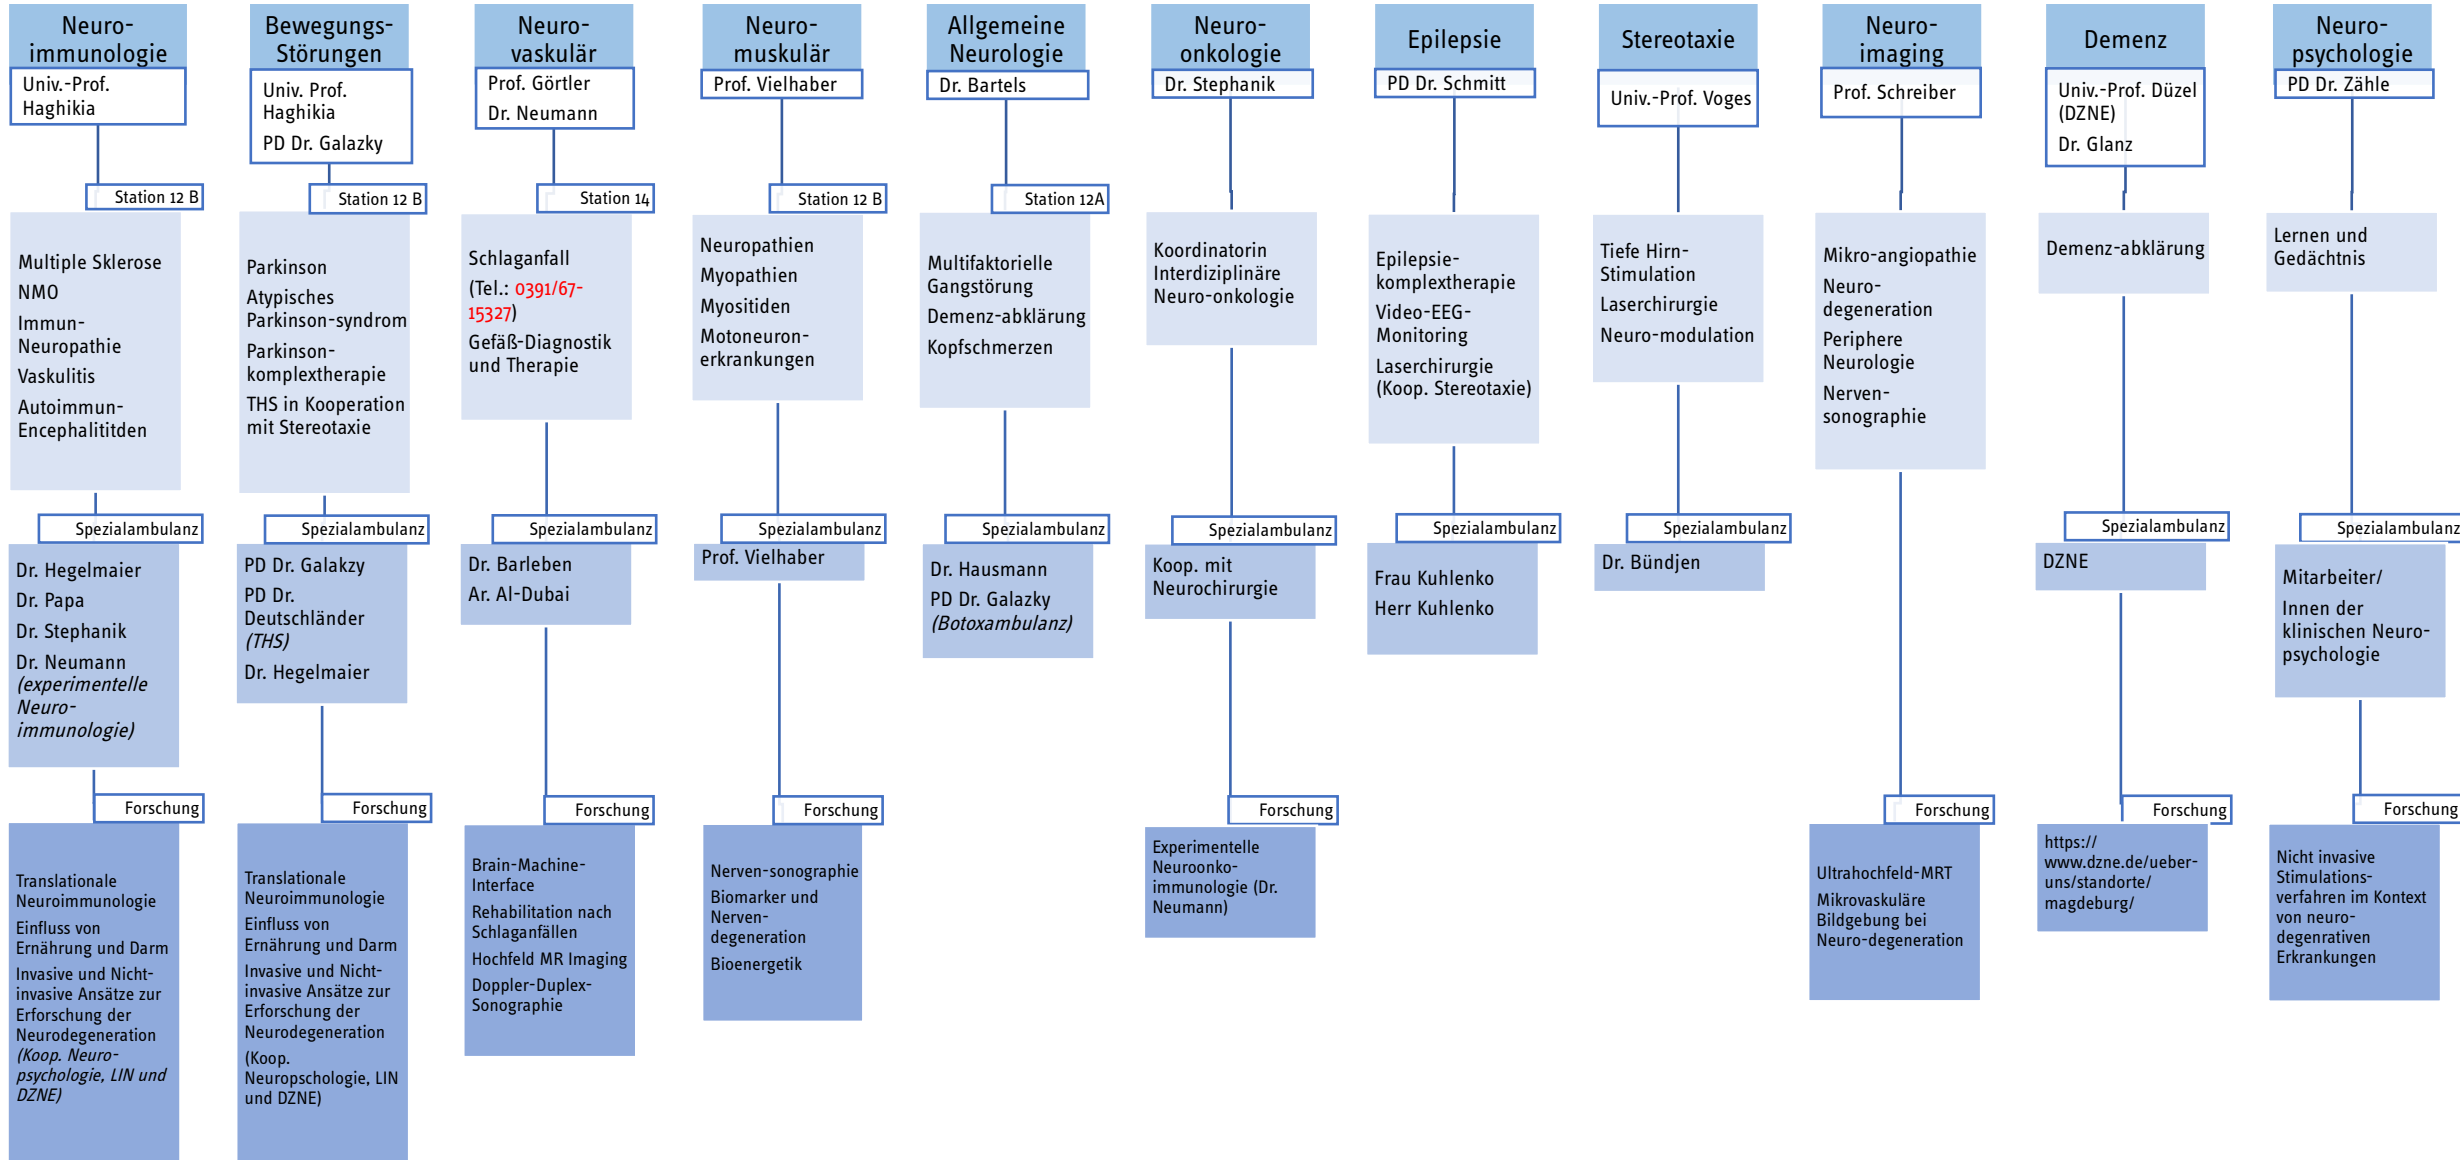 Neuro-
immunologie
Univ.-Prof.
Haghikia
Station 12 B
Multiple Sklerose
NMO
Immun-
Neuropathie
Vaskulitis
Autoimmun-
Encephalititden
Spezialambulanz
Dr. Hegelmaier
Dr. Papa
Dr. Stephanik
Dr. Neumann
(experimentelle
Neuro-
immunologie)
Forschung
Translationale
Neuroimmunologie
Einfluss von
Ernährung und Darm
Invasive und Nicht-
invasive Ansätze zur
Erforschung der
Neurodegeneration
(Koop. Neuro-
psychologie, LIN und
DZNE)
Bewegungs-
Störungen
Univ. Prof.
Haghikia
PD Dr. Galazky
Station 12 B
Parkinson
Atypisches
Parkinson-syndrom
Parkinson-
komplextherapie
THS in Kooperation
mit Stereotaxie
Spezialambulanz
PD Dr. Galakzy
PD Dr.
Deutschländer
(THS)
Dr. Hegelmaier
Forschung
Translationale
Neuroimmunologie
Einfluss von
Ernährung und Darm
Invasive und Nicht-
invasive Ansätze zur
Erforschung der
Neurodegeneration
(Koop.
Neuropschologie, LIN
und DZNE)
Neuro-
vaskulär
Prof. Görtler
Dr. Neumann
Station 14
Schlaganfall
(Tel.: 0391/67-
15327)
Gefäß-Diagnostik
und Therapie
Spezialambulanz
Dr. Barleben
Ar. Al-Dubai
Forschung
Brain-Machine-
Interface
Rehabilitation nach
Schlaganfällen
Hochfeld MR Imaging
Doppler-Duplex-
Sonographie
Neuro-
muskulär
Prof. Vielhaber
Station 12 B
Neuropathien
Myopathien
Myositiden
Motoneuron-
erkrankungen
Spezialambulanz
Prof. Vielhaber
Forschung
Nerven-sonographie
Biomarker und
Nerven-
degeneration
Bioenergetik
Allgemeine
Neurologie
Dr. Bartels
Station 12A
Multifaktorielle
Gangstörung
Demenz-abklärung
Kopfschmerzen
Spezialambulanz
Dr. Hausmann
PD Dr. Galazky
(Botoxambulanz)
Neuro-
onkologie
Dr. Stephanik
Koordinatorin
Interdiziplinäre
Neuro-onkologie
Spezialambulanz
Koop. mit
Neurochirurgie
Forschung
Experimentelle
Neuroonko-
immunologie (Dr.
Neumann)
Epilepsie
PD Dr. Schmitt
Epilepsie-
komplextherapie
Video-EEG-
Monitoring
Laserchirurgie
(Koop. Stereotaxie)
Spezialambulanz
Frau Kuhlenko
Herr Kuhlenko
Stereotaxie
Univ.-Prof. Voges
Tiefe Hirn-
Stimulation
Laserchirurgie
Neuro-modulation
Spezialambulanz
Dr. Bündjen
Neuro-
imaging
Prof. Schreiber
Mikro-angiopathie
Neuro-
degeneration
Periphere
Neurologie
Nerven-
sonographie
Forschung
Ultrahochfeld-MRT
Mikrovaskuläre
Bildgebung bei
Neuro-degeneration
Demenz
Univ.-Prof. Düzel
(DZNE)
Dr. Glanz
Demenz-abklärung
Spezialambulanz
DZNE
Forschung
https://
www.dzne.de/ueber-
uns/standorte/
magdeburg/
Neuro-
psychologie
PD Dr. Zähle
Lernen und
Gedächtnis
Spezialambulanz
Mitarbeiter/
Innen der
klinischen Neuro-
psychologie
Forschung
Nicht invasive
Stimulations-
verfahren im Kontext
von neuro-
degenrativen
Erkrankungen